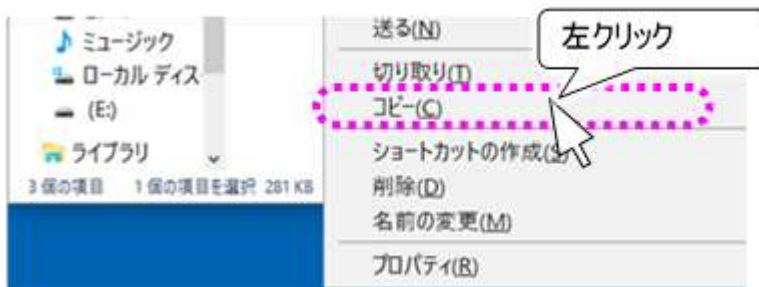 ミュージック
ローカル ディス
(E:)
ライブラリ
3 個の項目 1 個の項目を選択 281 KB
送る(N)
左クリック
切り取り(T)
コピー(C)
ショートカットの作成(S)
削除(D)
名前の変更(M)
プロパティ(R)